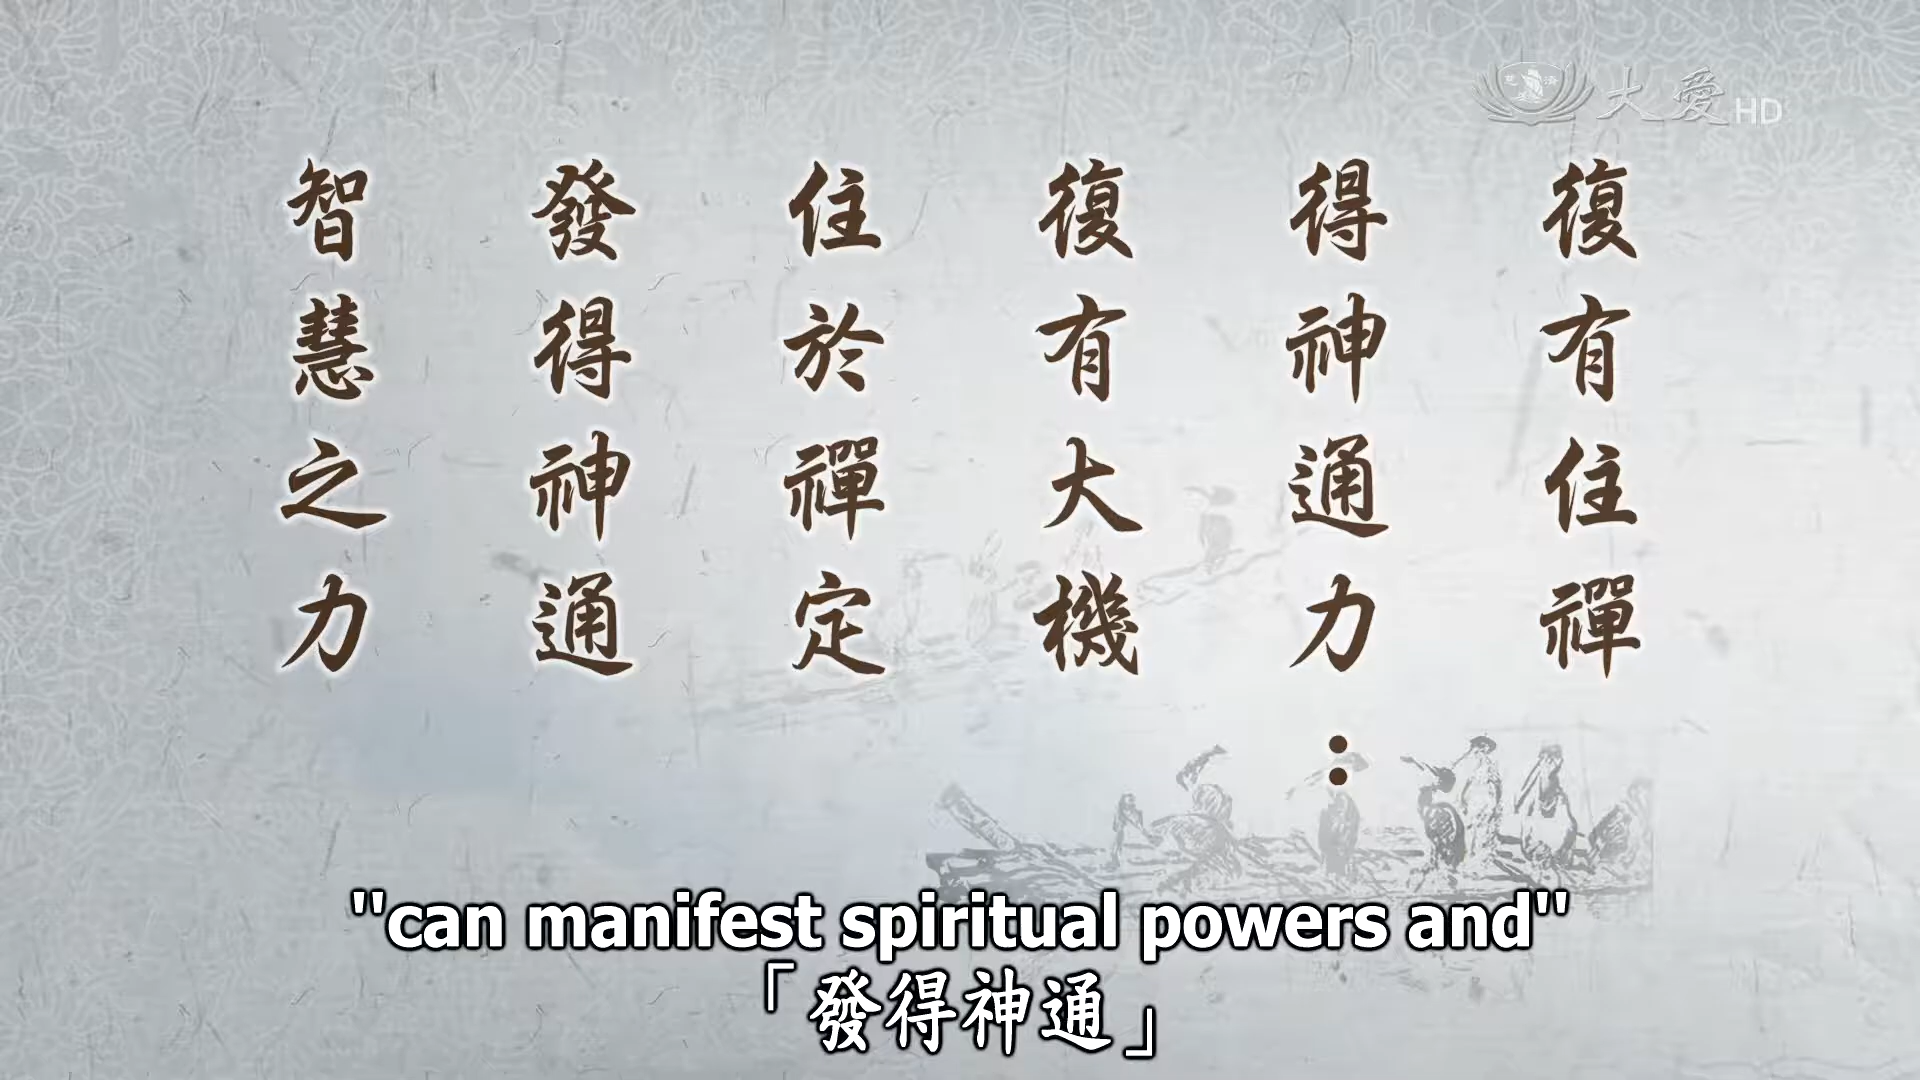 大愛HD
復有住禪
得神通力：
復有大機
住於禪定
發得神通
智慧之力
"can manifest spiritual powers and"
「發得神通」